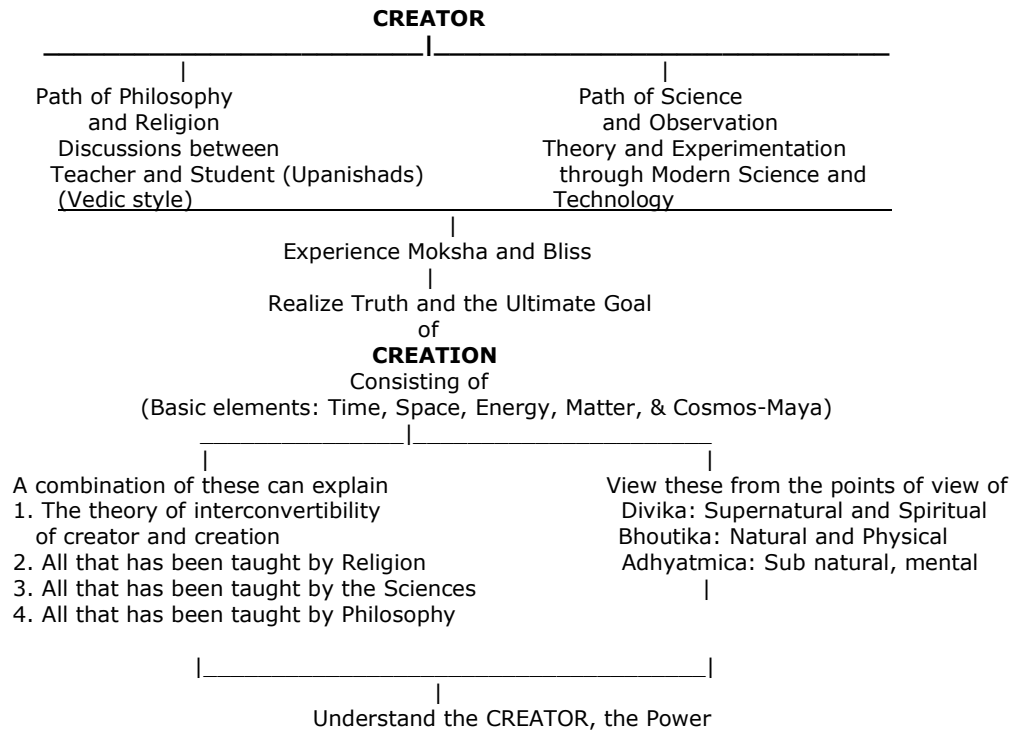 CREATOR
Path of Philosophy Path of Science
and Religion and Observation
Discussions between Theory and Experimentation
Teacher and Student (Upanishads) through Modern Science and
(Vedic style) Technology
Experience Moksha and Bliss
Realize Truth and the Ultimate Goal
of
CREATION
Consisting of
(Basic elements: Time, Space, Energy, Matter, & Cosmos-Maya)
A combination of these can explain View these from the points of view of
1. The theory of interconvertibility Divika: Supernatural and Spiritual
of creator and creation Bhoutika: Natural and Physical
2. All that has been taught by Religion Adhyatmica: Sub natural, mental
3. All that has been taught by the Sciences
4. All that has been taught by Philosophy
Understand the CREATOR, the Power